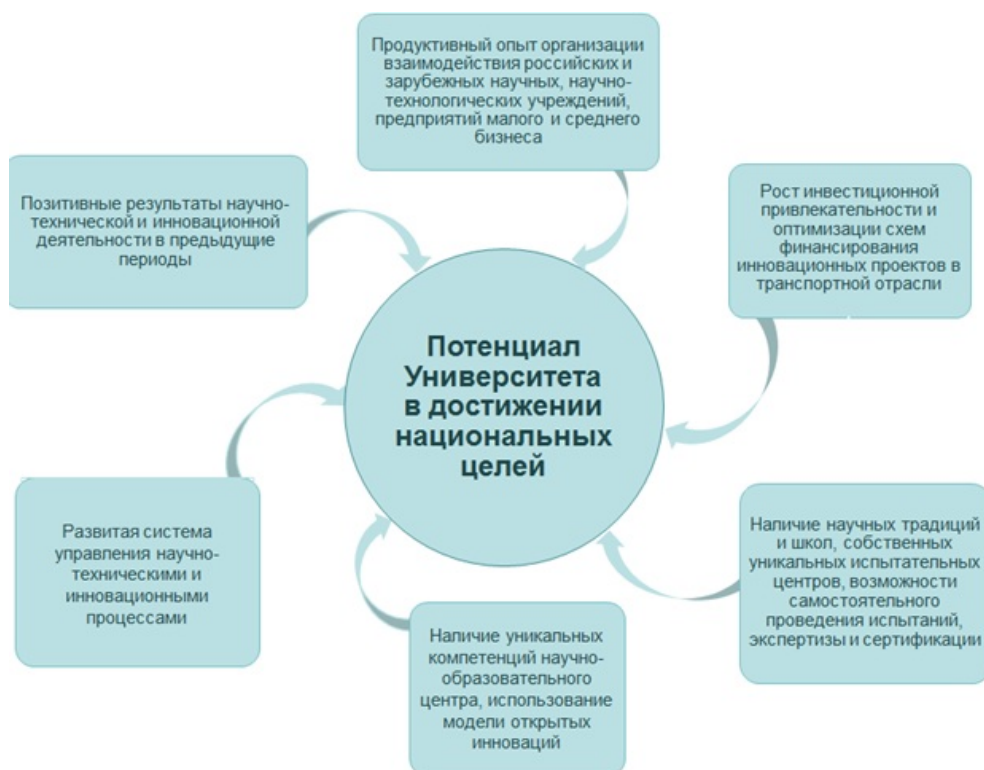 Продуктивный опыт организации
взаимодействия российских и
зарубежных научных, научно-
технологических учреждений,
предприятий малого и среднего
бизнеса
Позитивные результаты научно-
технической и инновационной
деятельности в предыдущие
периоды
Рост инвестиционной
привлекательности и
оптимизации схем
финансирования
инновационных проектов в
транспортной отрасли
Потенциал
Университета
в достижении
национальных
целей
Развитая система
управления научно-
техническими и
инновационными
процессами
Наличие уникальных
компетенций научно-
образовательного
центра, использование
модели открытых
инноваций
Наличие научных традиций
и школ, собственных
уникальных испытательных
центров, возможности
самостоятельного
проведения испытаний,
экспертизы и сертификации